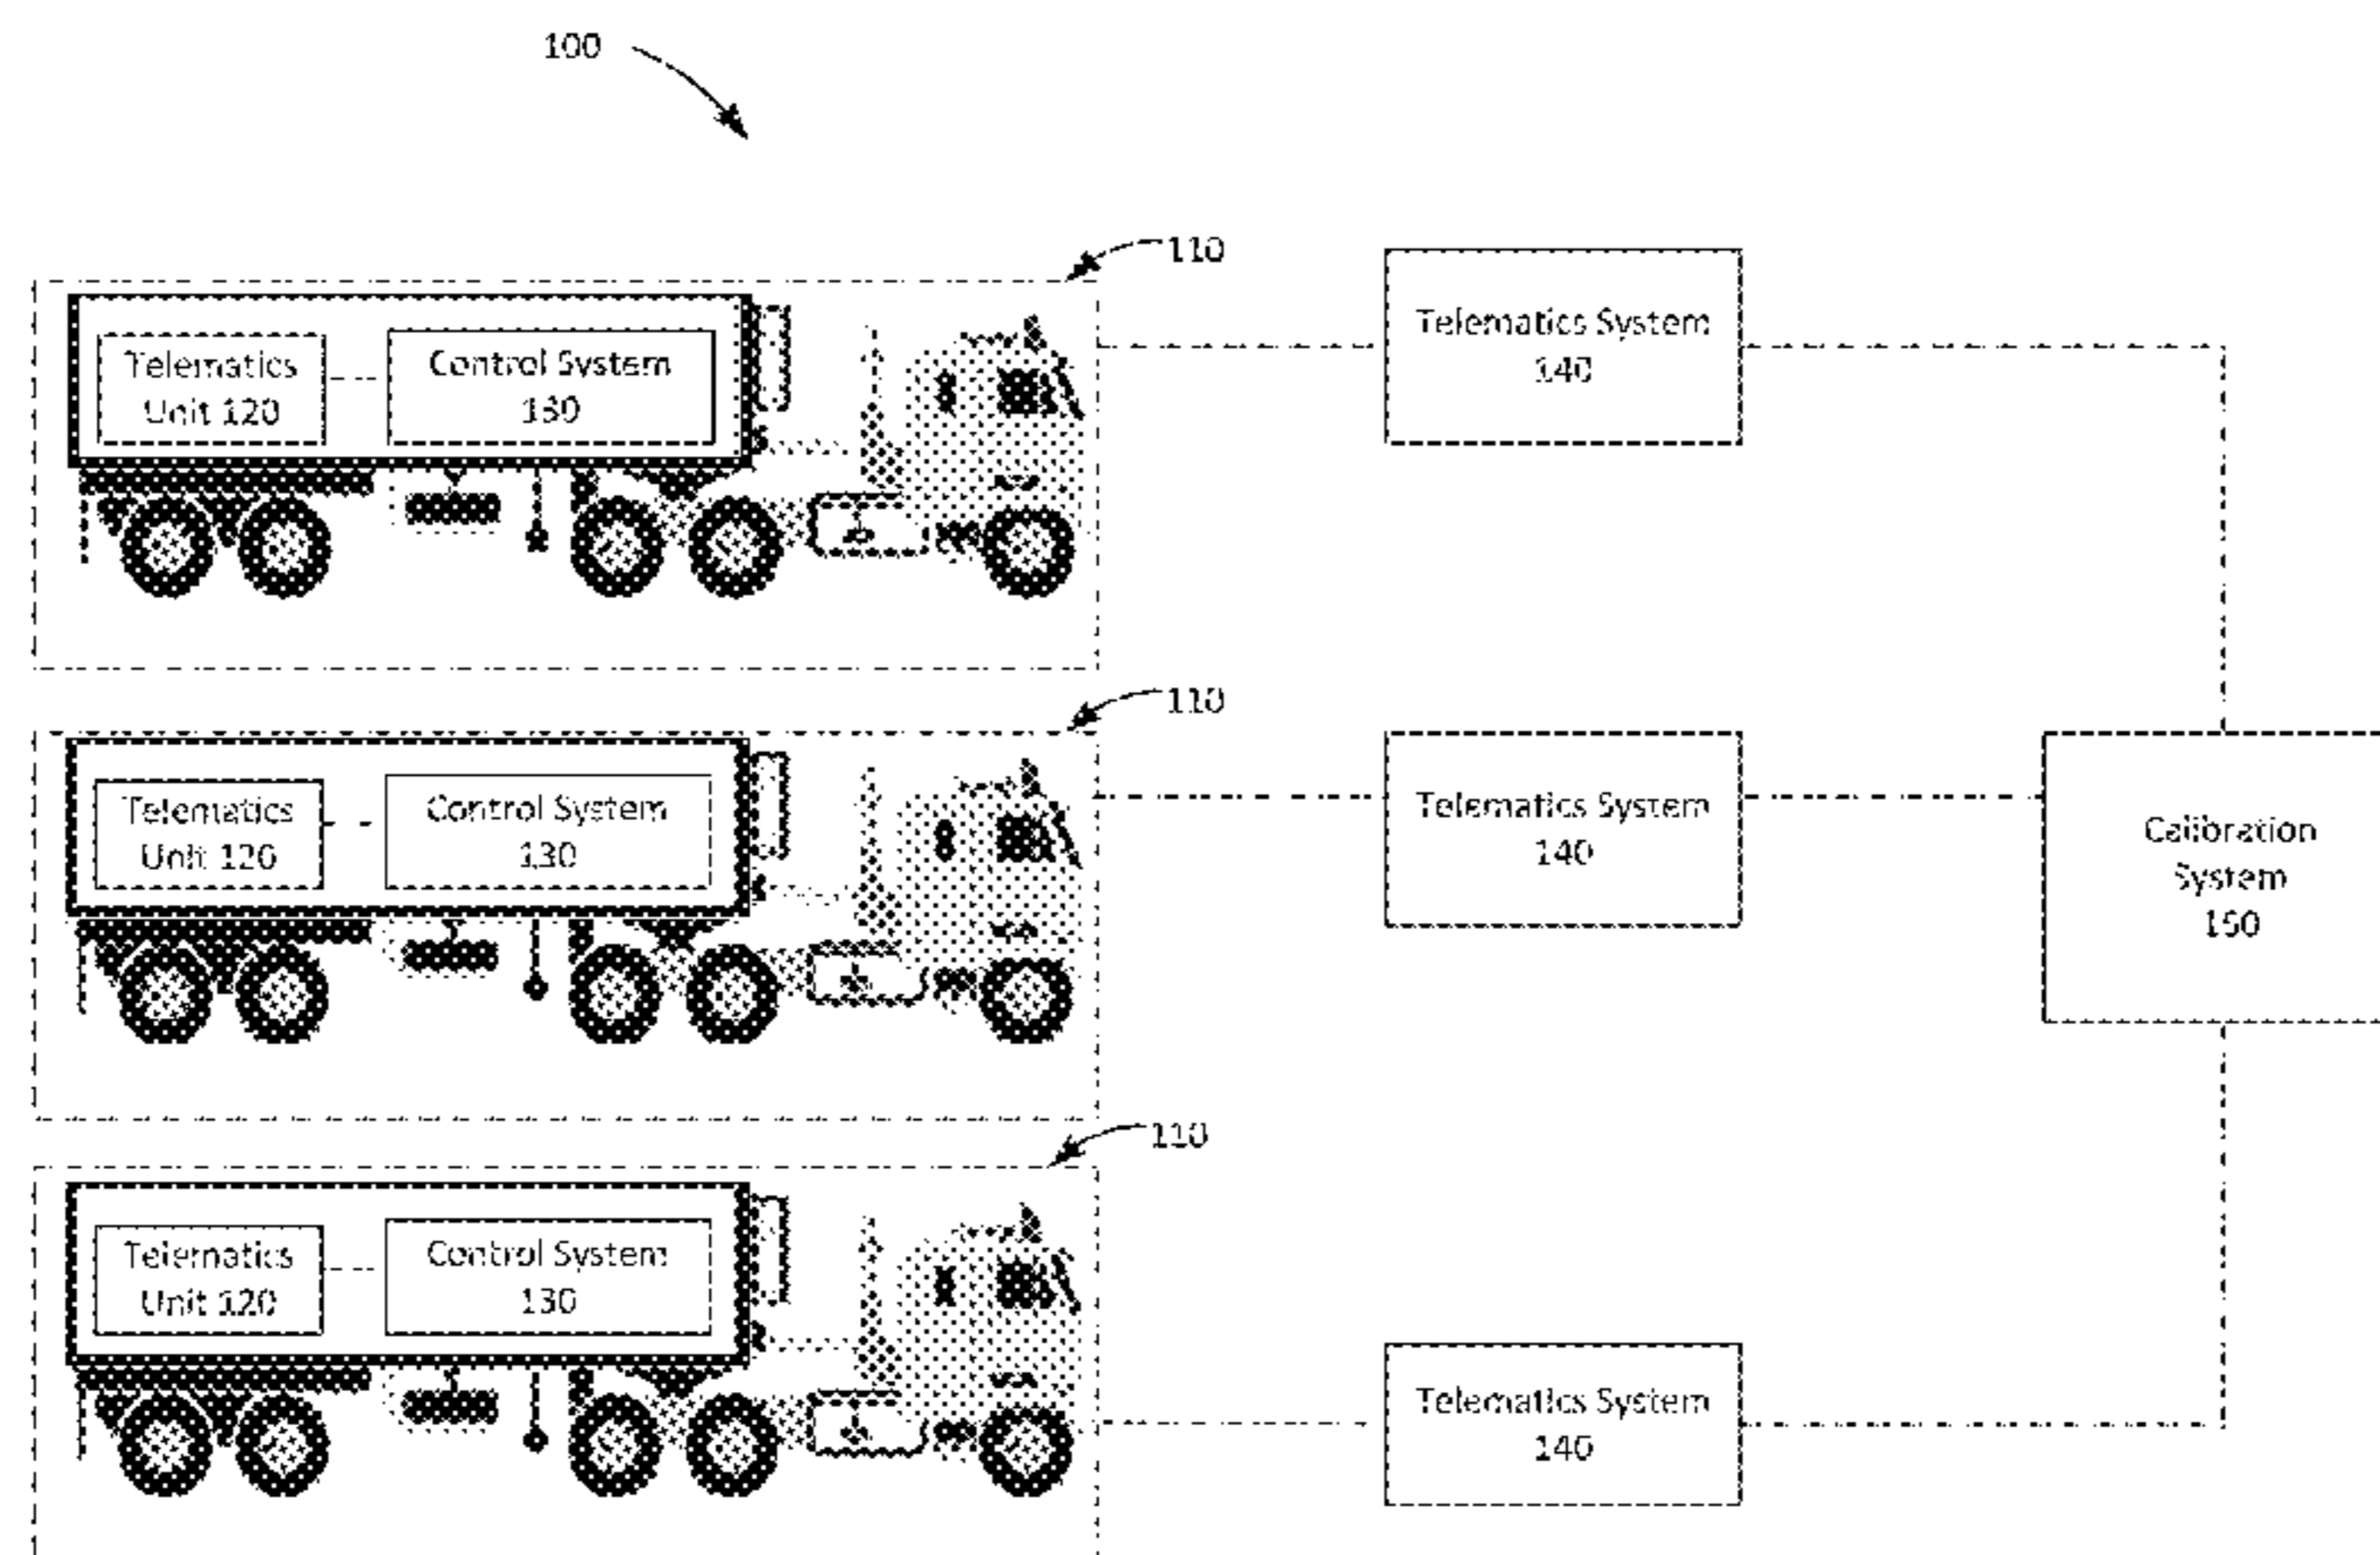 100
110
Telematics System
140
Telematics
Unit 120
Control System
130
110
Telematics System
140
Telematics
Unit 120
Control System
130
Calibration
System
150
110
Telematics
Unit 120
Control System
130
Telematics System
140